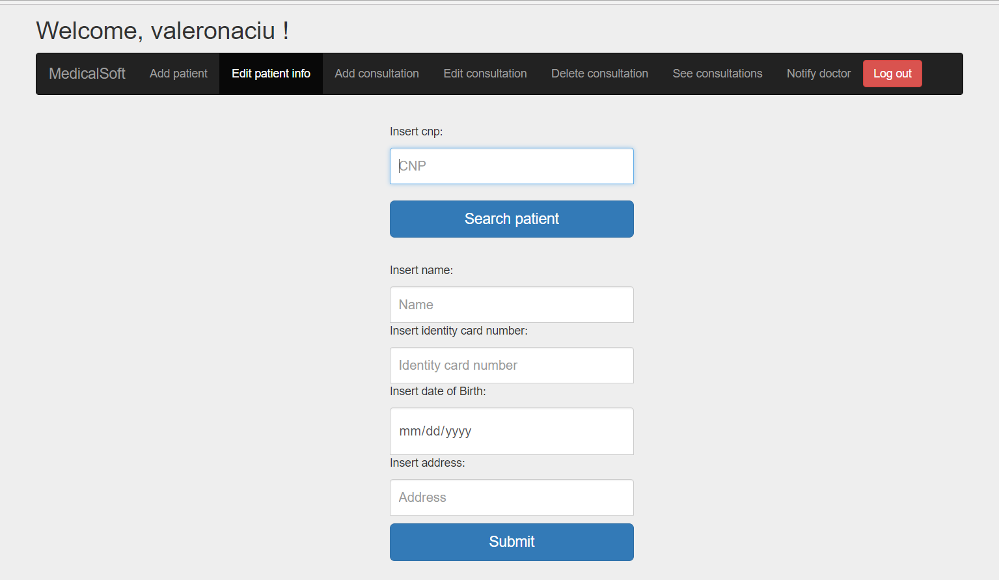 Welcome, valeronaciu !
MedicalSoft Add patient Edit patient info Add consultation Edit consultation Delete consultation See consultations Notify doctor Log out
Insert cnp:
CNP
Search patient
Insert name:
Name
Insert identity card number:
Identity card number
Insert date of Birth:
mm/dd/yyyy
Insert address:
Address
Submit